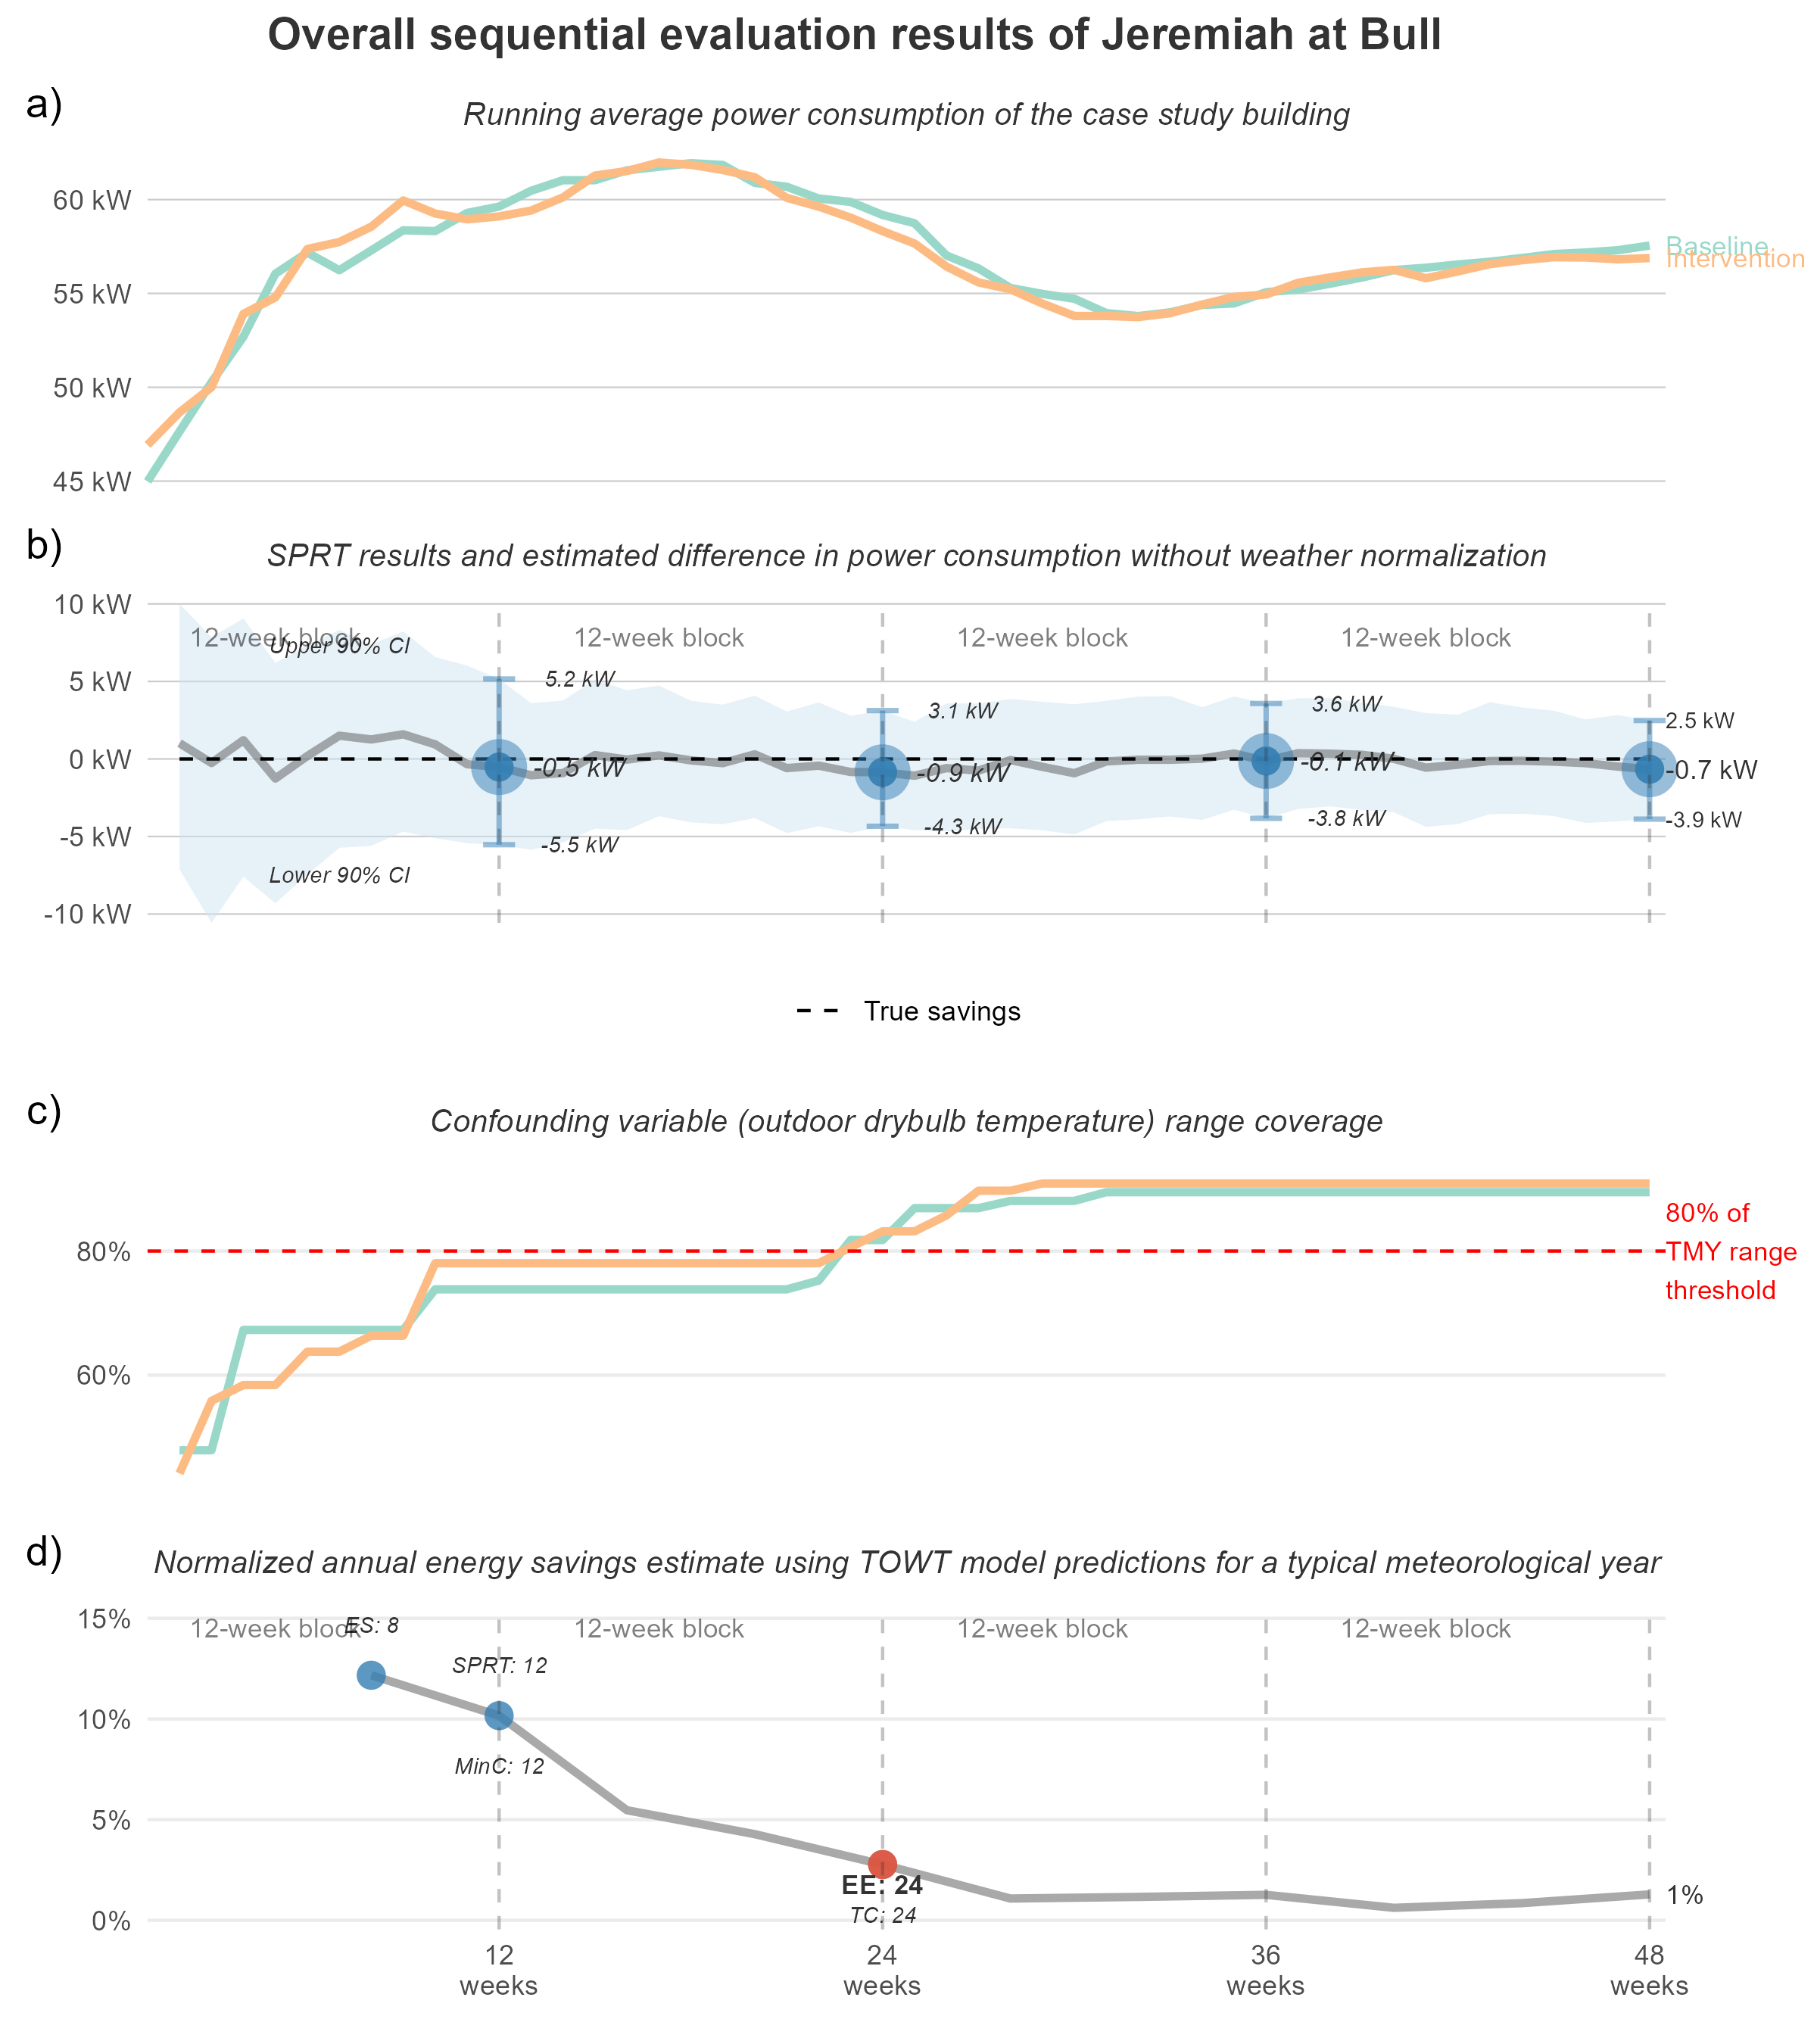 Overall sequential evaluation results of Jeremiah at Bull
a)
Running average power consumption of the case study building
60 kW
55 kW
50 kW
45 kW
Baseline
Intervention
b)
SPRT results and estimated difference in power consumption without weather normalization
10 kW
5 kW
0 kW
-5 kW
-10 kW
12-week block
12-week block
12-week block
12-week block
Upper 90% CI
Lower 90% CI
5.2 kW
-0.5 kW
-5.5 kW
3.1 kW
-0.9 kW
-4.3 kW
3.6 kW
-0.1 kW
-3.8 kW
2.5 kW
-0.7 kW
-3.9 kW
True savings
c)
Confounding variable (outdoor drybulb temperature) range coverage
80%
60%
80% of
TMY range
threshold
d)
Normalized annual energy savings estimate using TOWT model predictions for a typical meteorological year
15%
10%
5%
0%
12-week block
12-week block
12-week block
12-week block
ES: 8
SPRT: 12
MinC: 12
EE: 24
TC: 24
1%
12
weeks
24
weeks
36
weeks
48
weeks